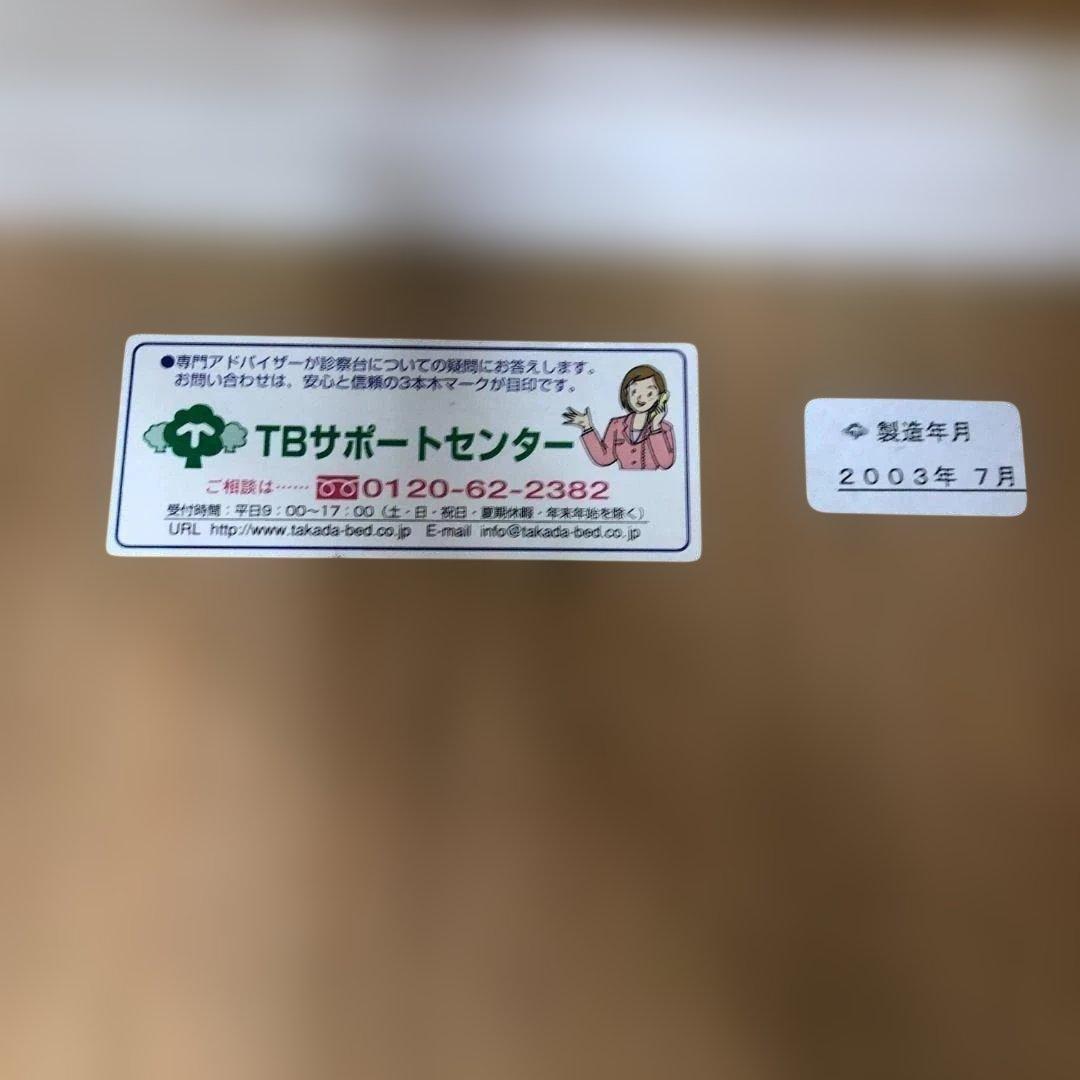 ●専門アドバイザーが診察台についての疑問にお答えします。
お問い合わせは、安心と信頼の3本木マークが目印です。
TBサポートセンター
ご相談は……0120-62-2382
受付時間：平日9：00〜17：00（土・日・祝日・夏期休暇・年末年始を除く）
URL http://www.takada-bed.co.jp E-mail info@takada-bed.co.jp
製造年月
2003年 7月